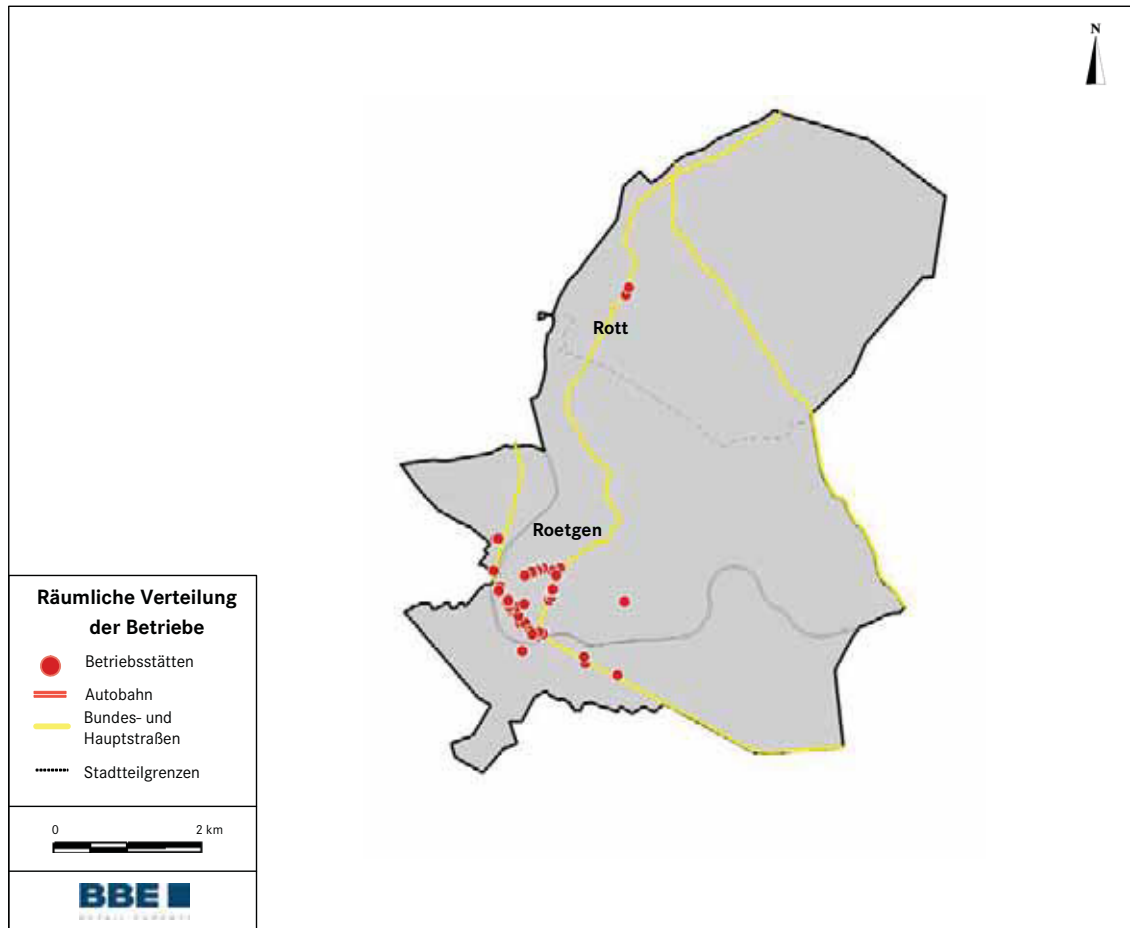 N
Rott
Roetgen
Räumliche Verteilung
der Betriebe
Betriebsstätten
Autobahn
Bundes- und
Hauptstraßen
Stadtteilgrenzen
0 2 km
BBE